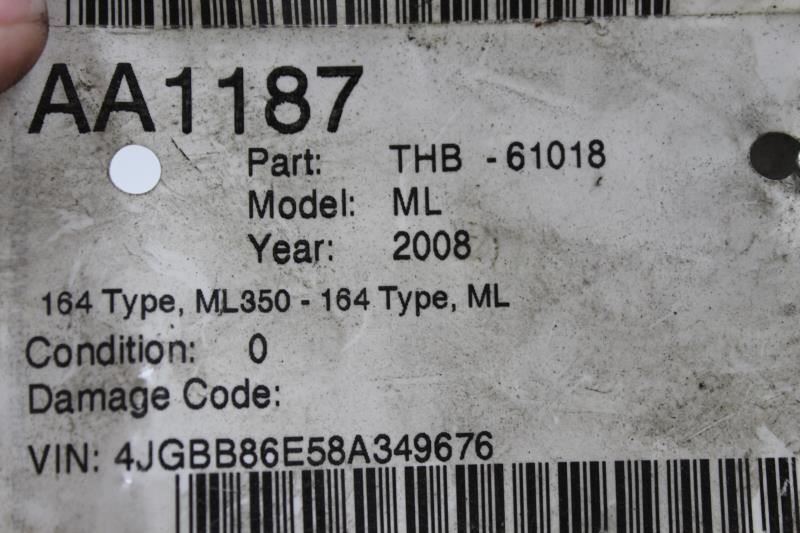 AA1187
Part: THB - 61018
Model: ML
Year: 2008
164 Type, ML350 - 164 Type, ML
Condition: 0
Damage Code:
VIN: 4JGBB86E58A349676